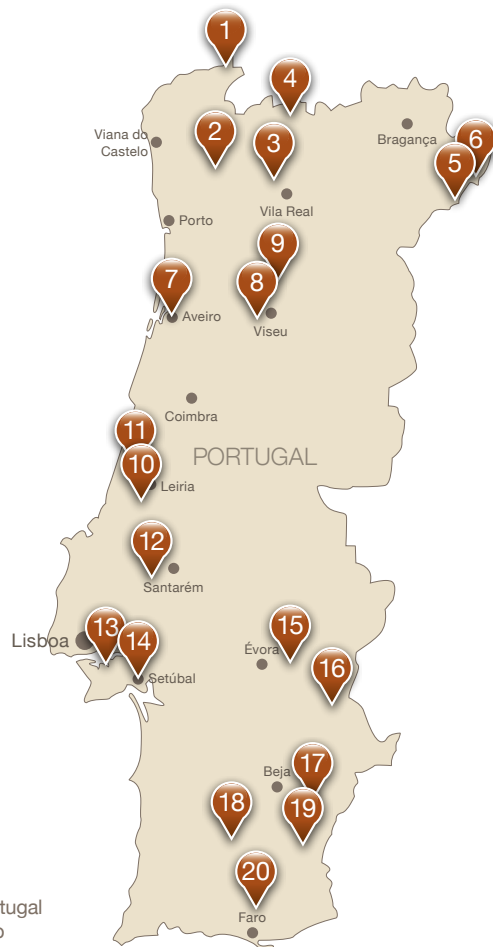 1
4
2
3
Viana do
Castelo
Bragança
6
5
Vila Real
Porto
9
7
8
Aveiro
Viseu
Coimbra
11
PORTUGAL
10
Leiria
12
Santarém
13
14
Lisboa
15
Évora
16
Setúbal
17
Beja
18
19
20
Faro
tugal
o